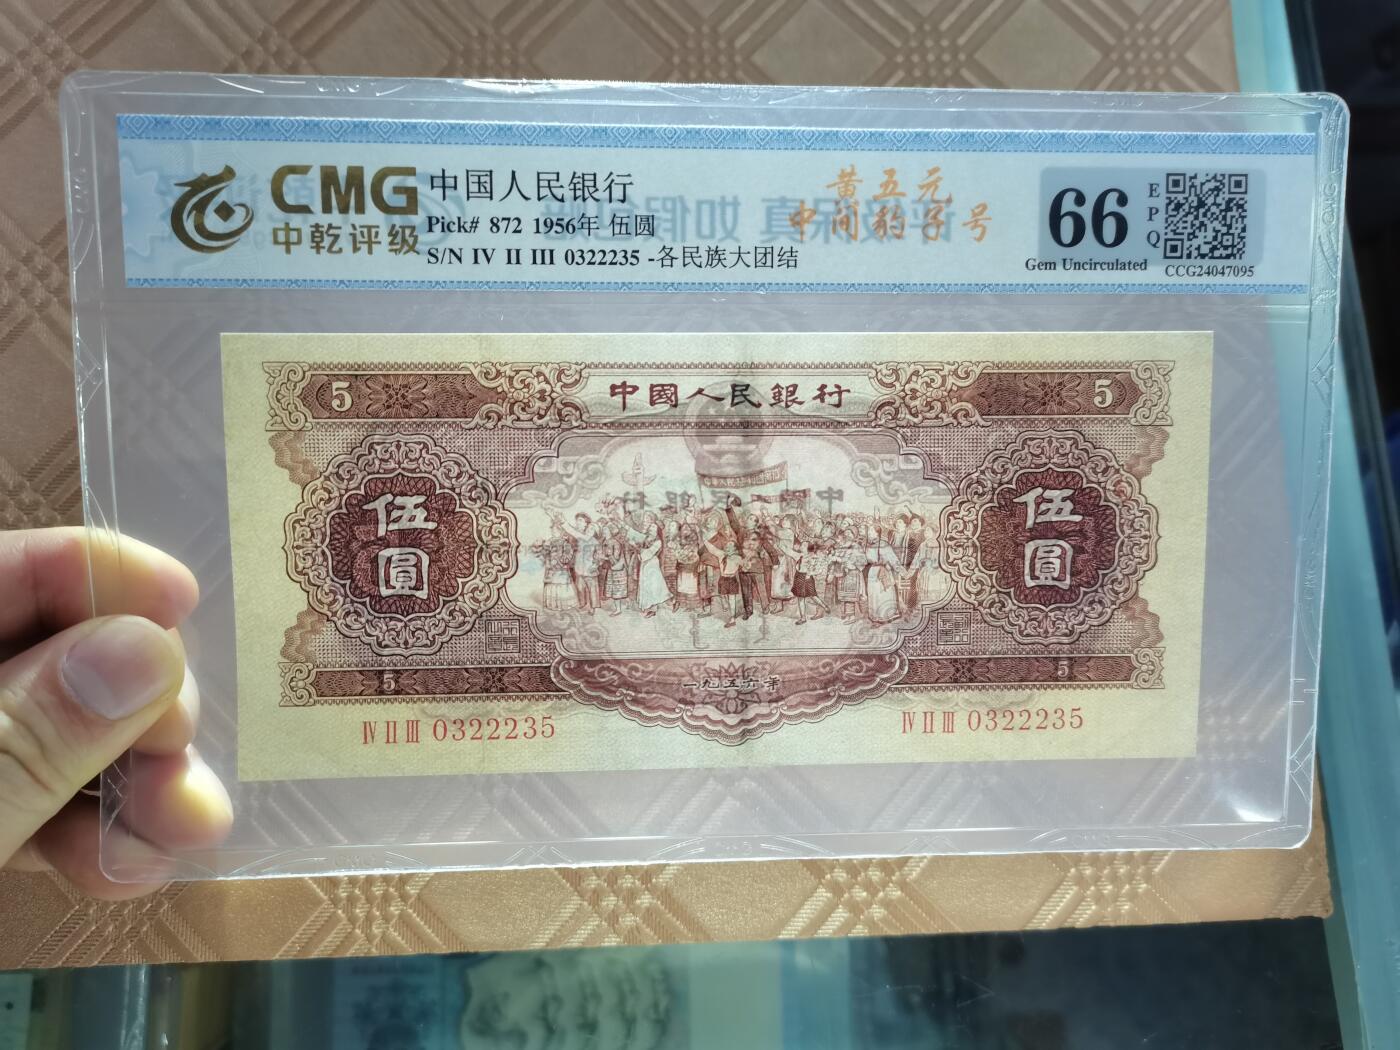 CMG
中乾评级
中国人民银行
Pick# 872 1956年 伍圆
S/N IV II III 0322235 -各民族大团结
黄五元
中间豹子号
66
EPQ
Gem Uncirculated
CCG24047095
5
中國人民銀行
5
伍圓
伍圓
5
一九五六年
5
IV II III 0322235
IV II III 0322235